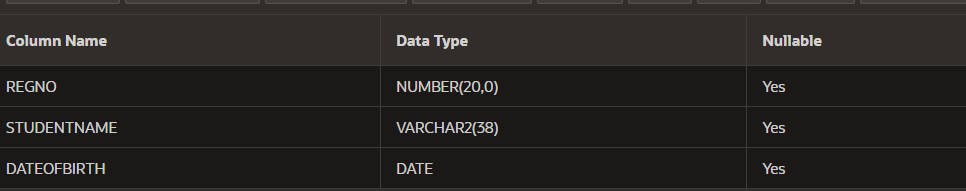 Column Name Data Type Nullable
REGNO NUMBER(20,0) Yes
STUDENTNAME VARCHAR2(38) Yes
DATEOFBIRTH DATE Yes